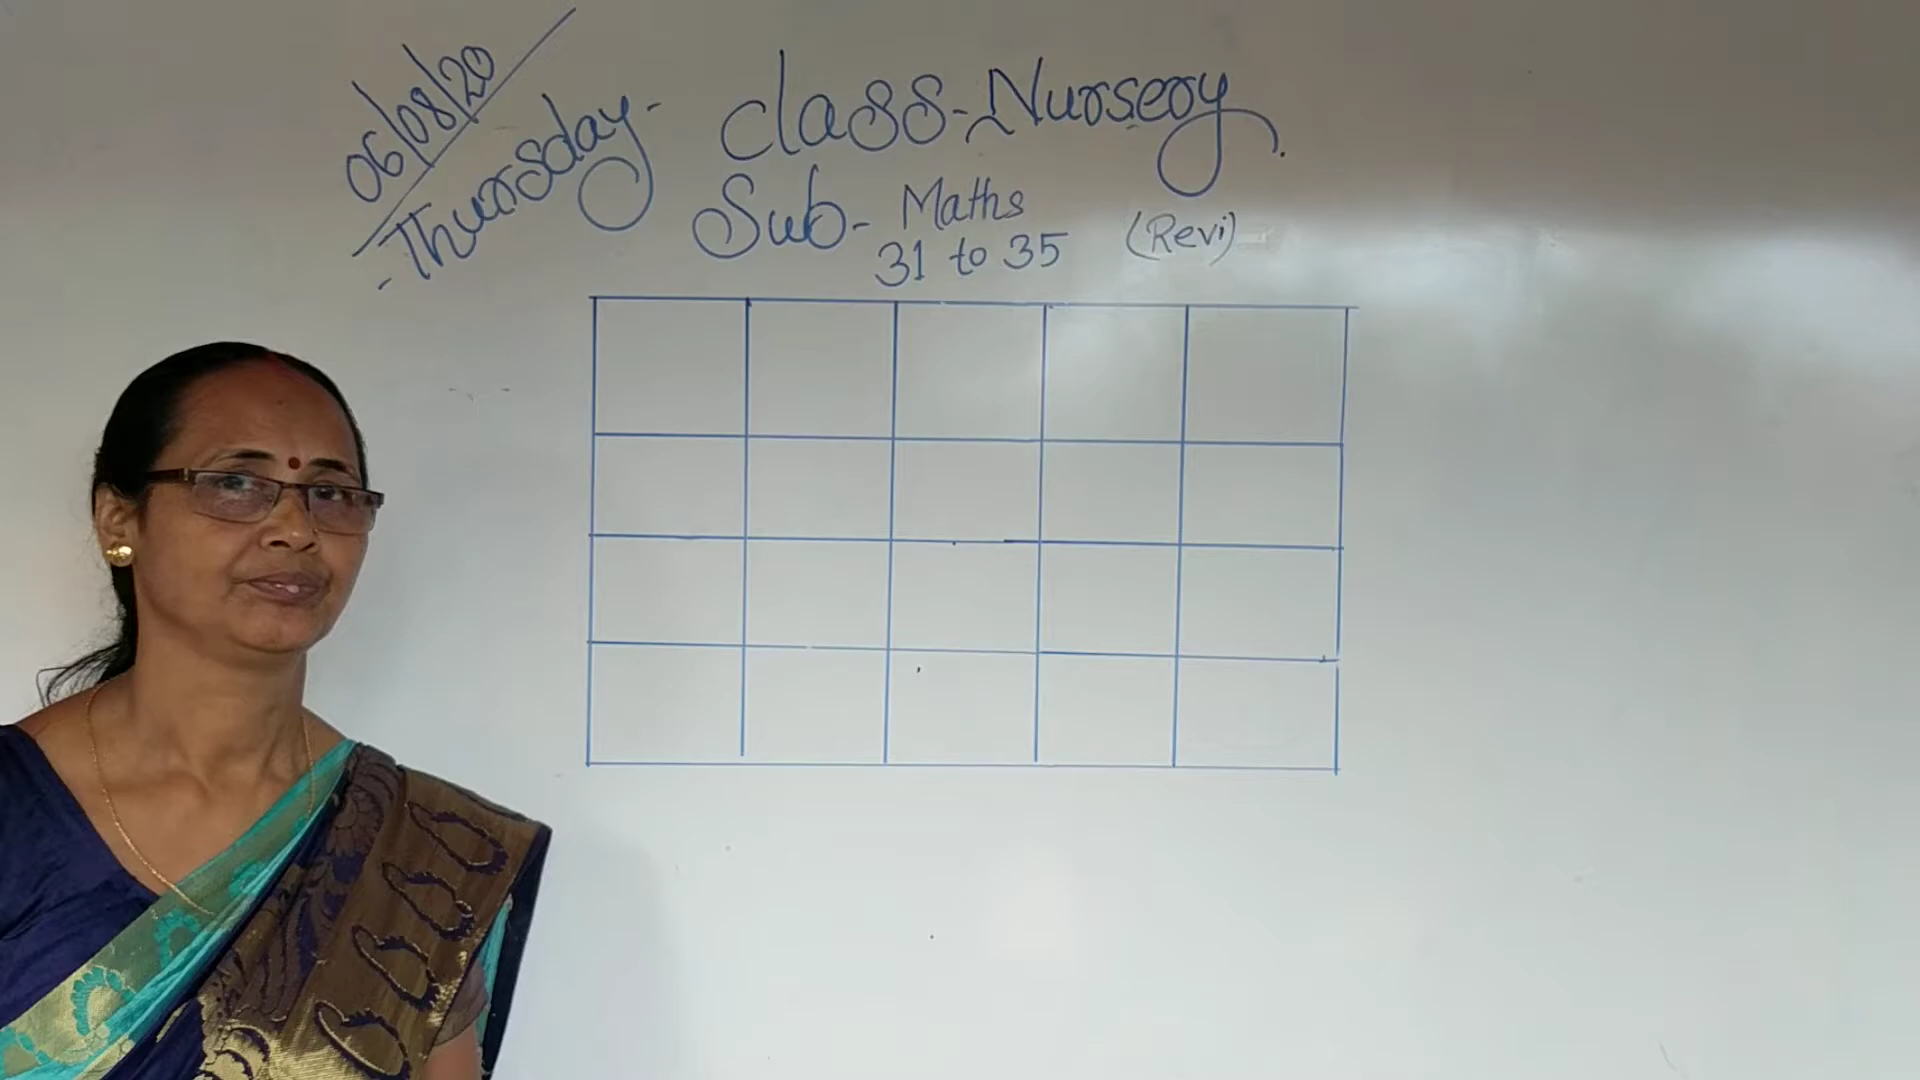 06/08/20
-Thursday-
Class-Nursery.
Sub- Maths
31 to 35 (Revi)